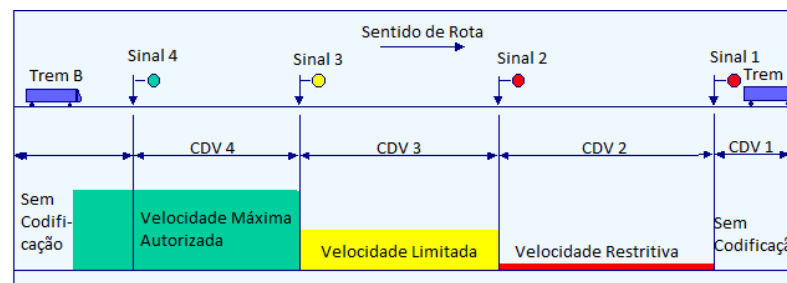 Sentido de Rota
Sinal 4
Sinal 3
Sinal 2
Sinal 1
Trem B
Trem
CDV 4
CDV 3
CDV 2
CDV 1
Sem
Codifi-
cação
Velocidade Máxima
Autorizada
Velocidade Limitada
Velocidade Restritiva
Sem
Codificação